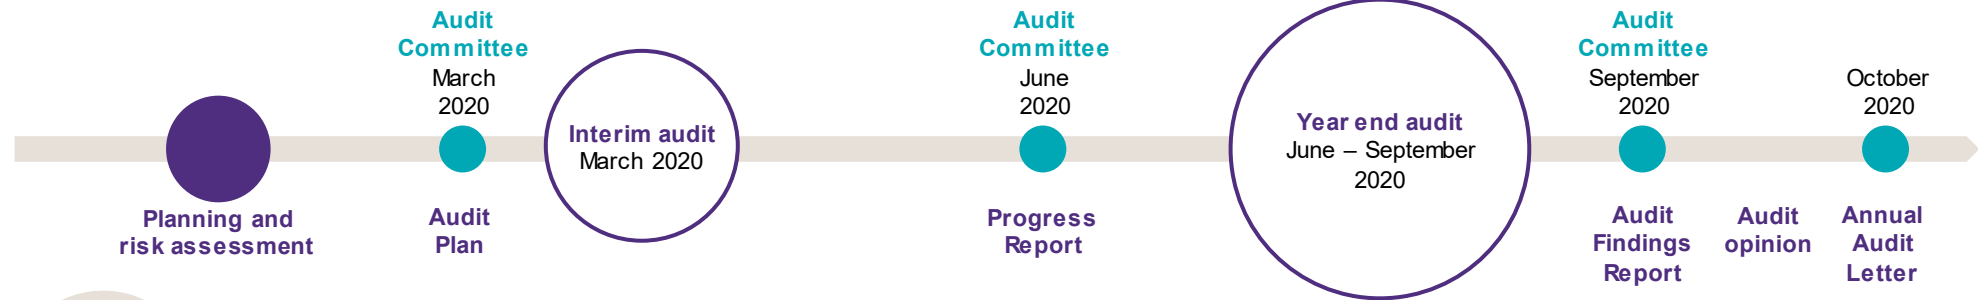 Planning and
risk assessment
Audit
Committee
March
2020
Audit
Plan
Interim audit
March 2020
Audit
Committee
June
2020
Progress
Report
Year end audit
June – September
2020
Audit
Committee
September
2020
Audit
Findings
Report
Audit
opinion
October
2020
Annual
Audit
Letter